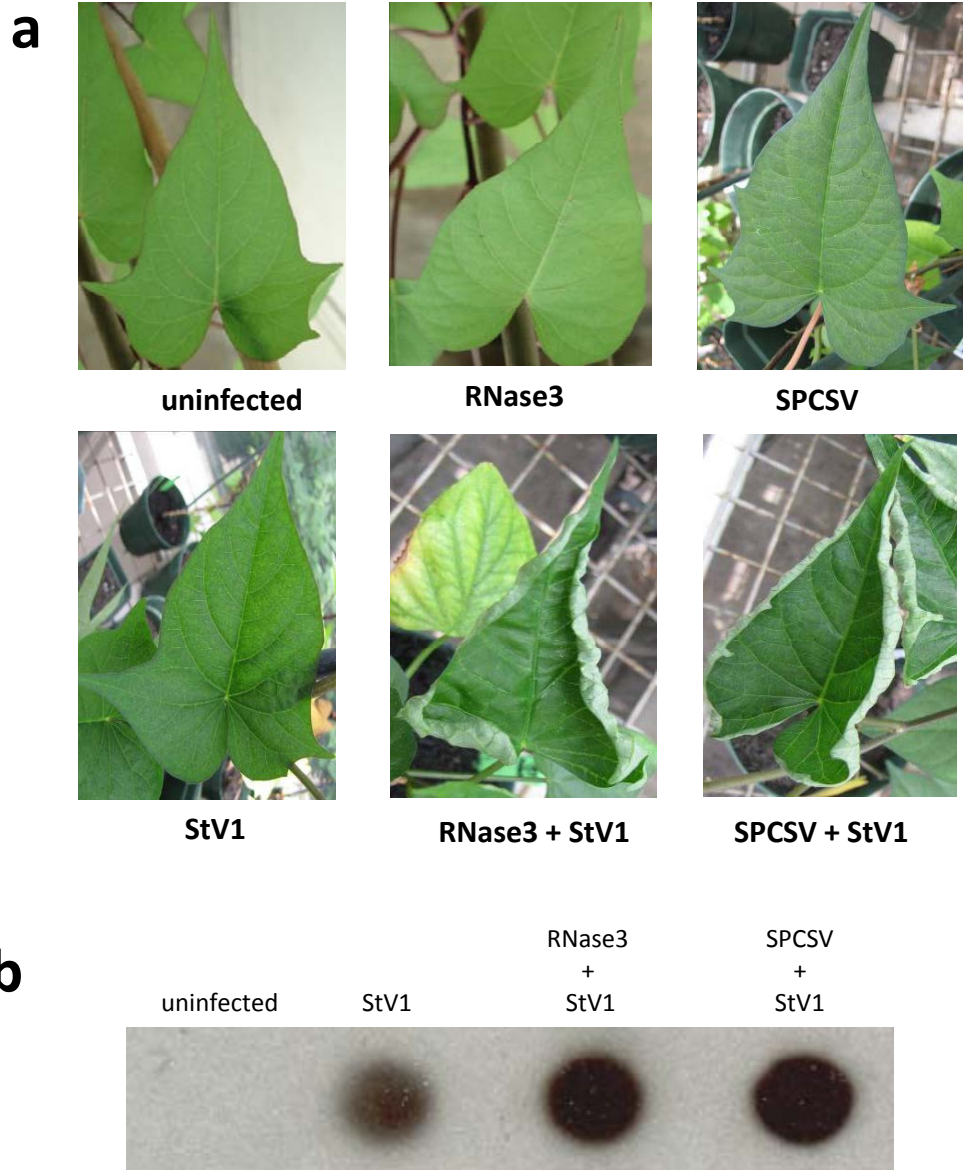 a
uninfected
RNase3
SPCSV
StV1
RNase3 + StV1
SPCSV + StV1
b
uninfected
StV1
RNase3
+
StV1
SPCSV
+
StV1